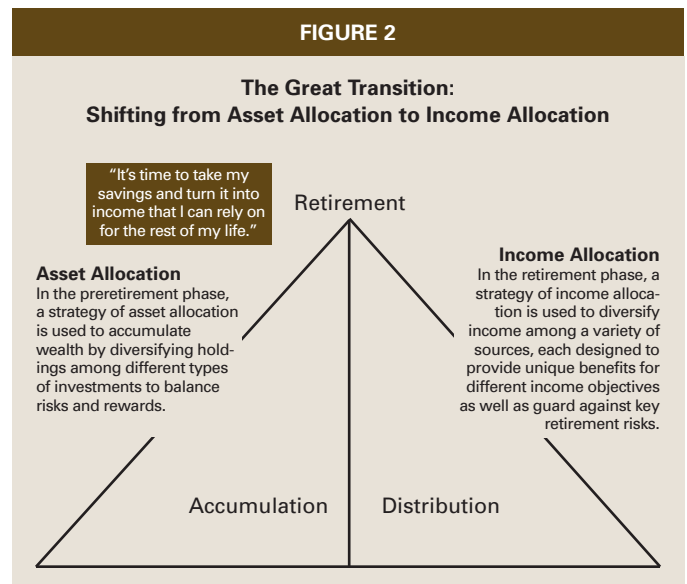 FIGURE 2
The Great Transition:
Shifting from Asset Allocation to Income Allocation
“It’s time to take my
savings and turn it into
income that I can rely on
for the rest of my life.”
Retirement
Asset Allocation
In the preretirement phase,
a strategy of asset allocation
is used to accumulate
wealth by diversifying hold-
ings among different types
of investments to balance
risks and rewards.
Income Allocation
In the retirement phase, a
strategy of income alloca-
tion is used to diversify
income among a variety of
sources, each designed to
provide unique benefits for
different income objectives
as well as guard against key
retirement risks.
Accumulation
Distribution